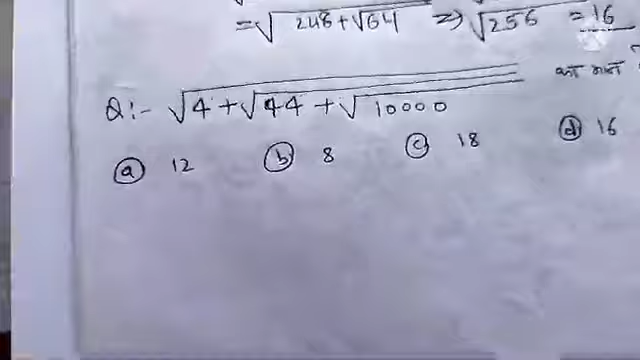 =√248+√64 ⇒ √256 = 16
Q:- √4+√44+√10000 का मान
(a) 12 (b) 8 (c) 18 (d) 16